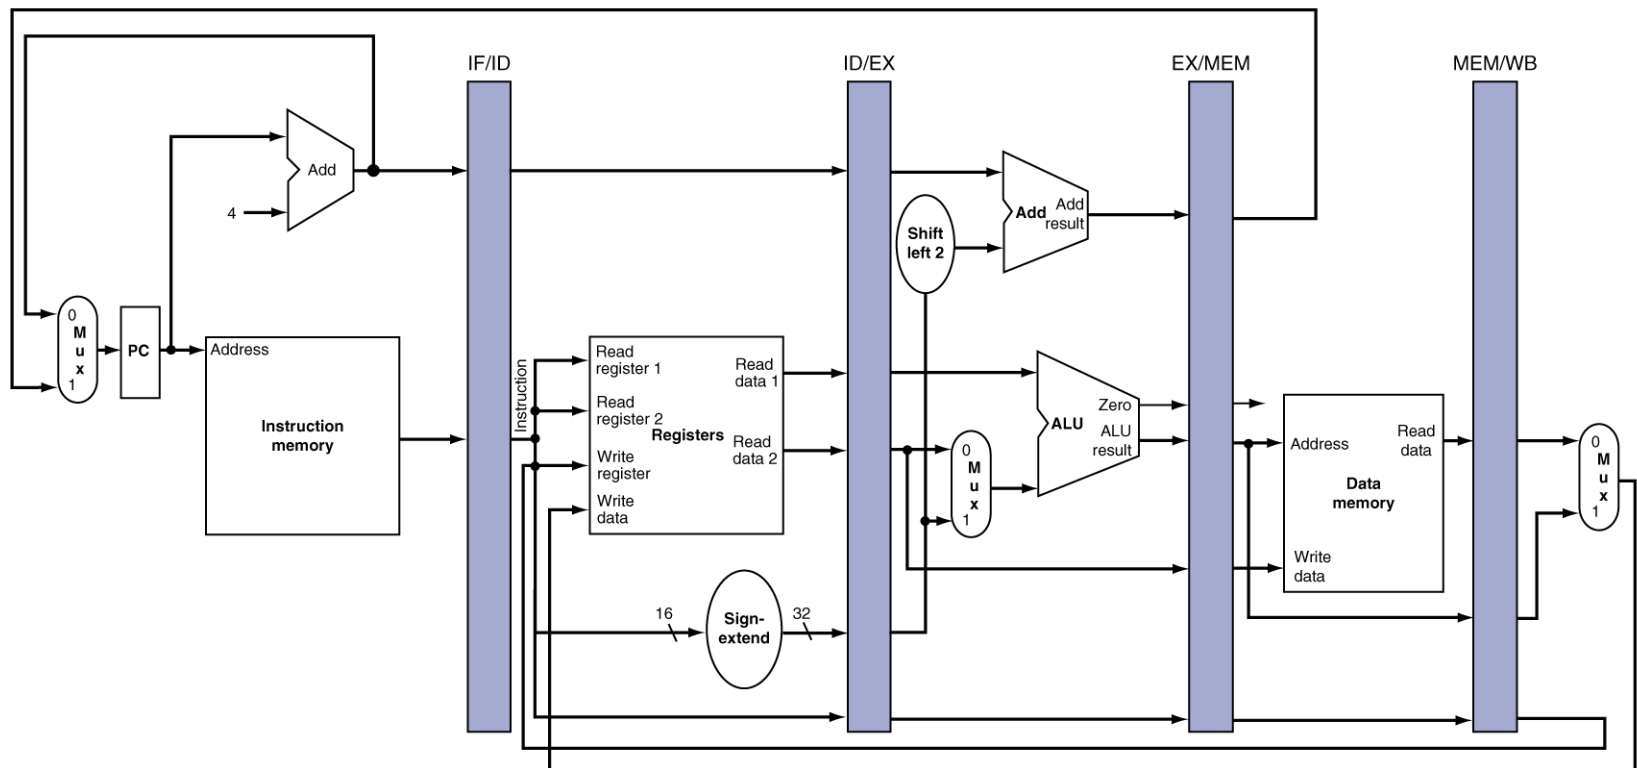 IF/ID
ID/EX
EX/MEM
MEM/WB
Add
4
0
M
u
x
1
PC
Address
Instruction
memory
Instruction
Read
register 1
Read
register 2
Write
register
Write
data
Registers
Read
data 1
Read
data 2
16
Sign-
extend
32
Shift
left 2
Add
Add
result
0
M
u
x
1
ALU
Zero
ALU
result
Address
Read
data
Data
memory
Write
data
0
M
u
x
1